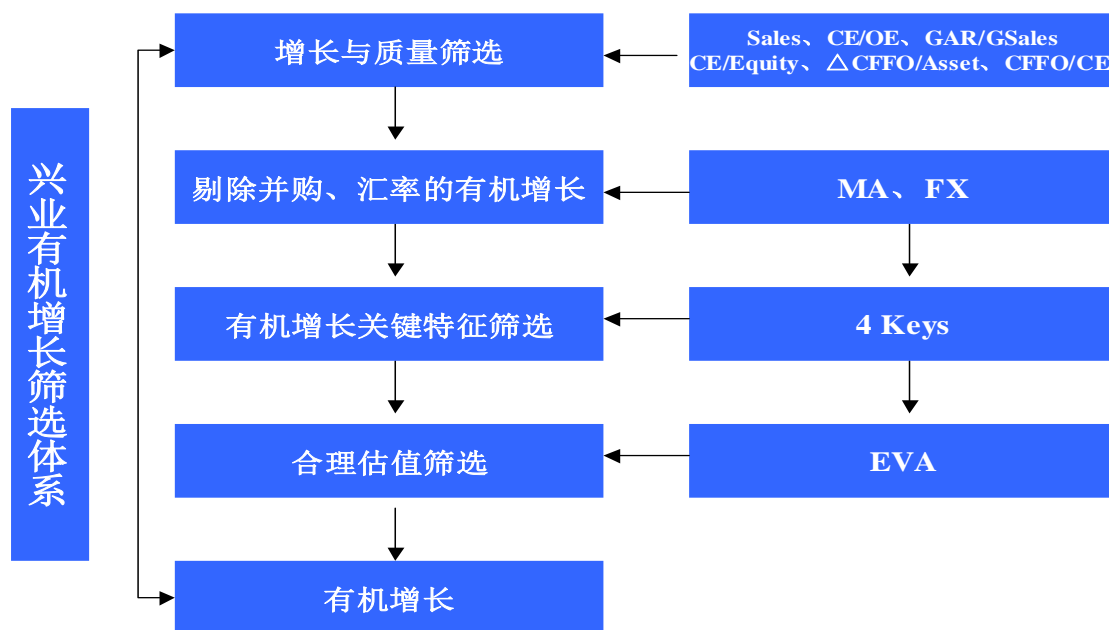 兴业有机增长筛选体系
增长与质量筛选
Sales、CE/OE、GAR/GSales
CE/Equity、△CFFO/Asset、CFFO/CE
剔除并购、汇率的有机增长
MA、FX
有机增长关键特征筛选
4 Keys
合理估值筛选
EVA
有机增长